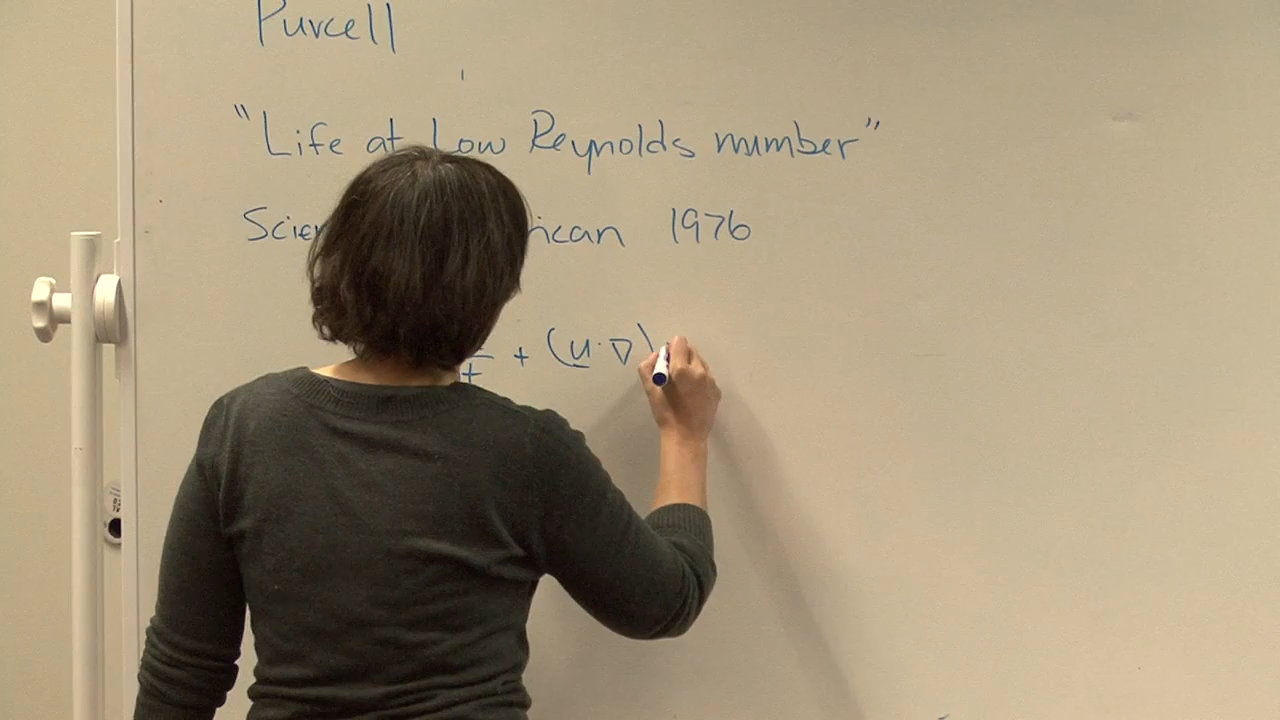 Purcell
"Life at Low Reynolds number"
Scien ican 1976
+ (u·∇)